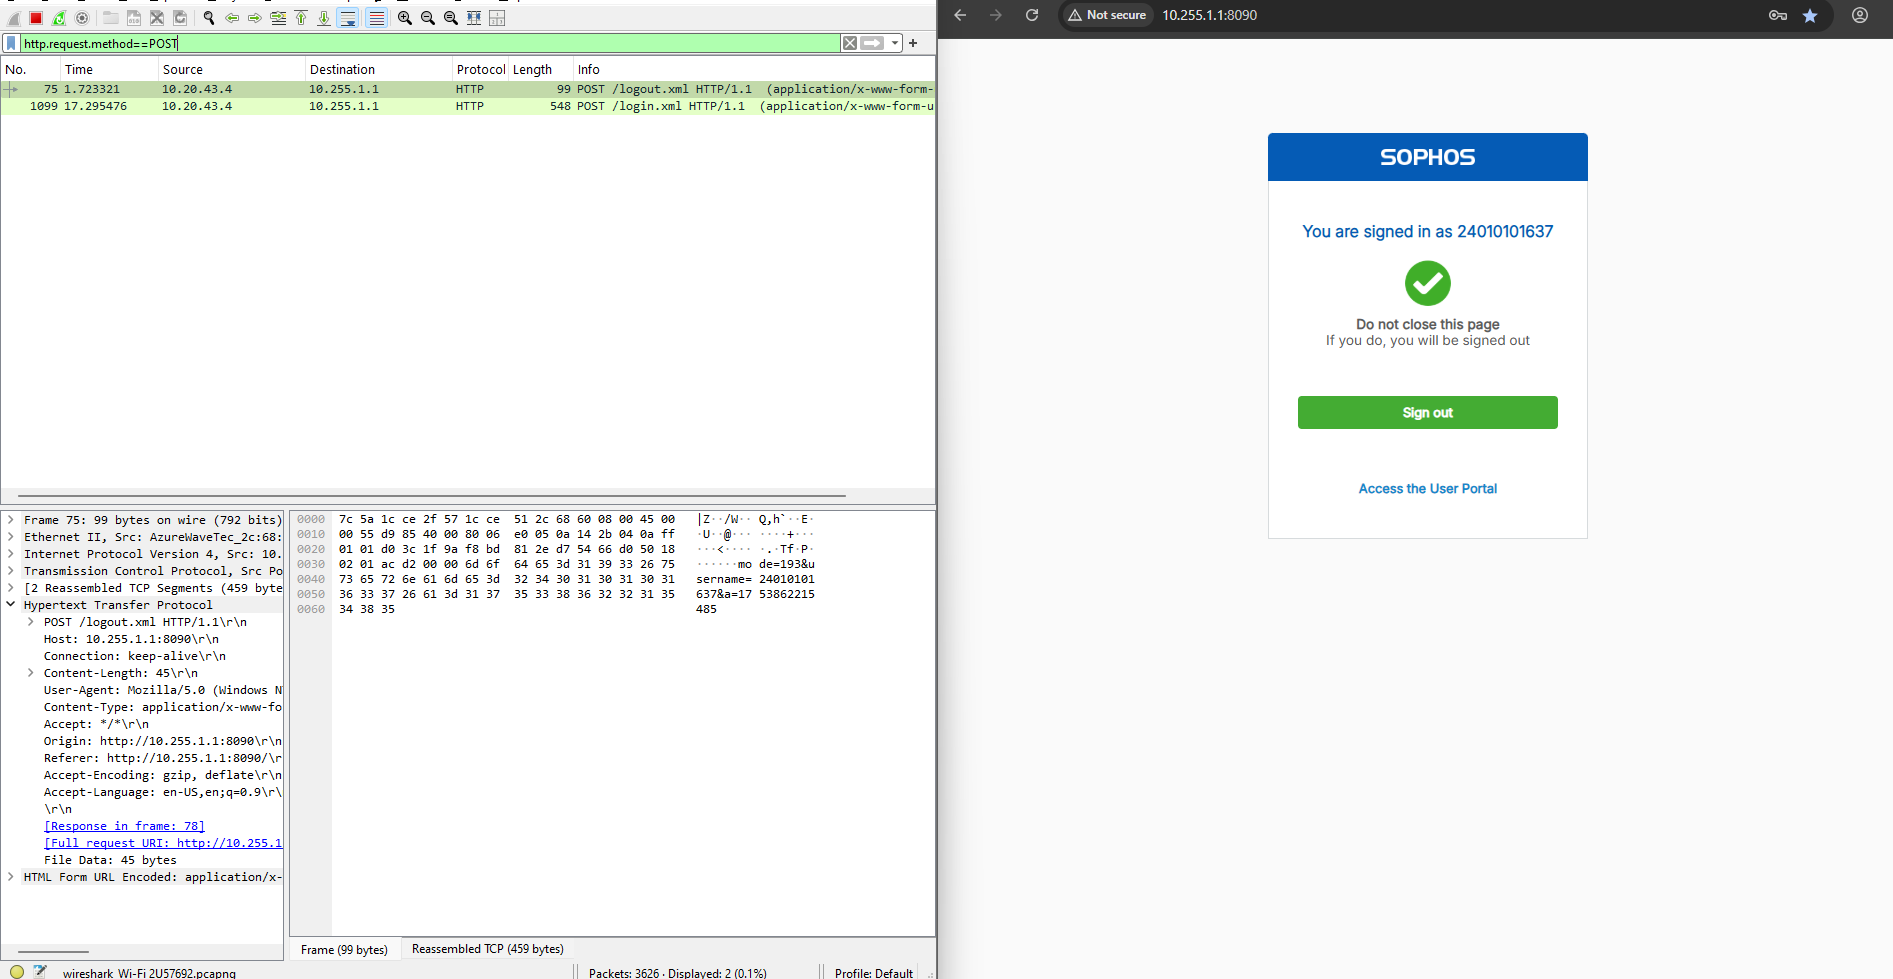 http.request.method==POST
No. Time Source Destination Protocol Length Info
75 1.723321 10.20.43.4 10.255.1.1 HTTP 99 POST /logout.xml HTTP/1.1 (application/x-www-form-
1099 17.295476 10.20.43.4 10.255.1.1 HTTP 548 POST /login.xml HTTP/1.1 (application/x-www-form-u
Frame 75: 99 bytes on wire (792 bits)
Ethernet II, Src: AzureWaveTec_2c:68:
Internet Protocol Version 4, Src: 10.
Transmission Control Protocol, Src Po
[2 Reassembled TCP Segments (459 byte
Hypertext Transfer Protocol
POST /logout.xml HTTP/1.1\r\n
Host: 10.255.1.1:8090\r\n
Connection: keep-alive\r\n
Content-Length: 45\r\n
User-Agent: Mozilla/5.0 (Windows N
Content-Type: application/x-www-fo
Accept: */*\r\n
Origin: http://10.255.1.1:8090\r\n
Referer: http://10.255.1.1:8090/\r
Accept-Encoding: gzip, deflate\r\n
Accept-Language: en-US,en;q=0.9\r\
\r\n
[Response in frame: 78]
[Full request URI: http://10.255.1
File Data: 45 bytes
HTML Form URL Encoded: application/x-
0000 7c 5a 1c ce 2f 57 1c ce 51 2c 68 60 08 00 45 00 |Z··/W·· Q,h`··E·
0010 00 55 d9 85 40 00 80 06 e0 05 0a 14 2b 04 0a ff ·U··@··· ····+···
0020 01 01 d0 3c 1f 9a f8 bd 81 2e d7 54 66 d0 50 18 ···<···· ·.·Tf·P·
0030 02 01 ac d2 00 00 6d 6f 64 65 3d 31 39 33 26 75 ······mo de=193&u
0040 73 65 72 6e 61 6d 65 3d 32 34 30 31 30 31 30 31 sername= 24010101
0050 36 33 37 26 61 3d 31 37 35 33 38 36 32 32 31 35 637&a=17 53862215
0060 34 38 35 485
Frame (99 bytes) Reassembled TCP (459 bytes)
wireshark_Wi-Fi 2U57692.pcapng Packets: 3626 · Displayed: 2 (0.1%) Profile: Default
Not secure 10.255.1.1:8090
SOPHOS
You are signed in as 24010101637
Do not close this page
If you do, you will be signed out
Sign out
Access the User Portal